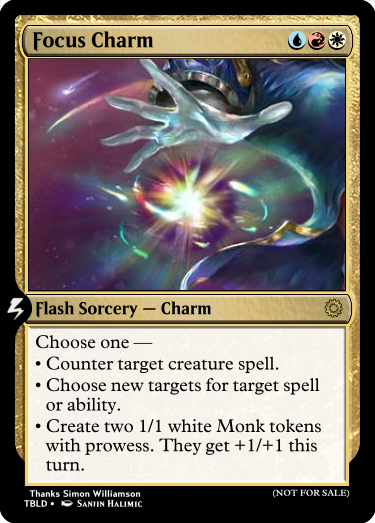 Focus Charm
Flash Sorcery — Charm
Choose one —
• Counter target creature spell.
• Choose new targets for target spell
or ability.
• Create two 1/1 white Monk tokens
with prowess. They get +1/+1 this
turn.
Thanks Simon Williamson
(NOT FOR SALE)
TBLD • Sanjin Halimic